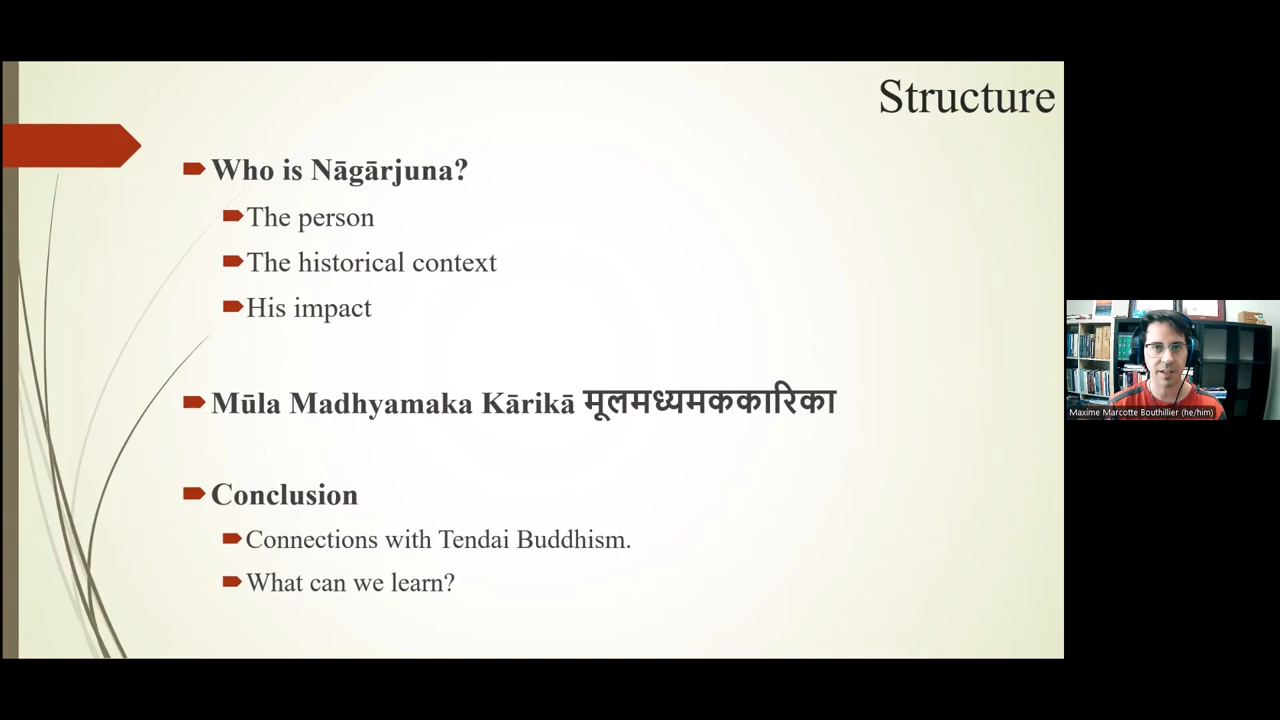 Structure
Who is Nāgārjuna?
The person
The historical context
His impact
Mūla Madhyamaka Kārikā मूलमध्यमककारिका
Conclusion
Connections with Tendai Buddhism.
What can we learn?
Maxime Marcotte Bouthillier (he/him)